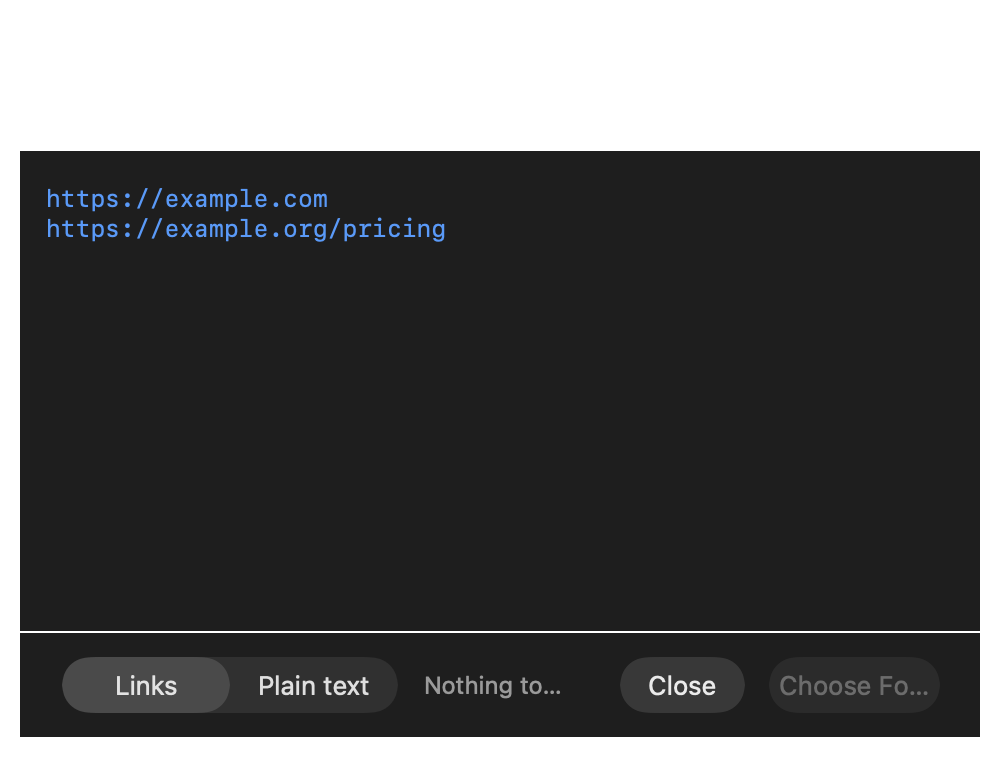 https://example.com
https://example.org/pricing
Links Plain text Nothing to… Close Choose Fo…